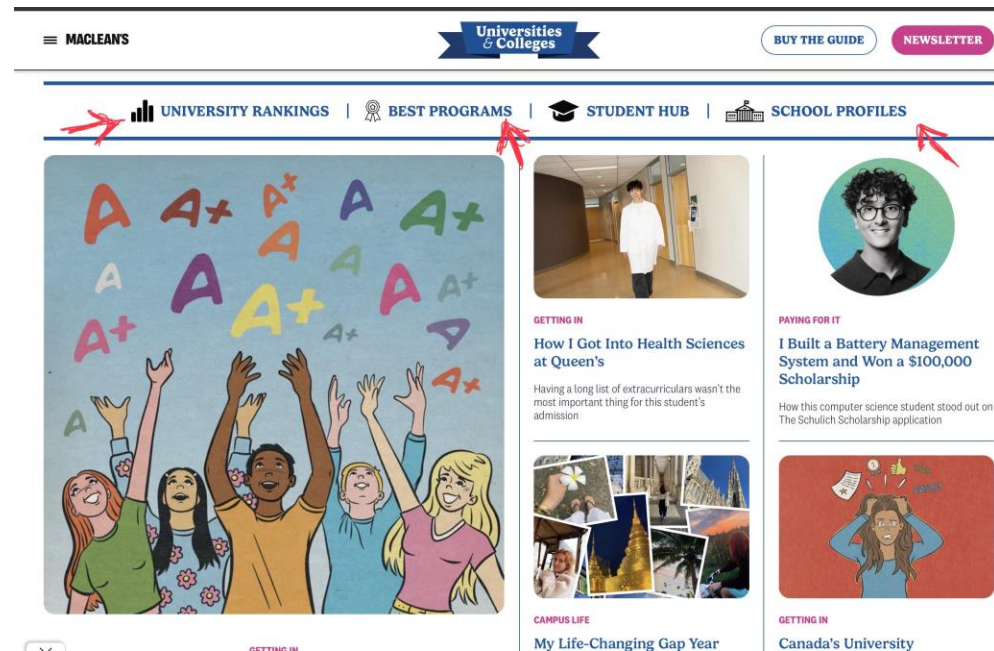 MACLEAN'S
Universities
& Colleges
BUY THE GUIDE
NEWSLETTER
UNIVERSITY RANKINGS | BEST PROGRAMS | STUDENT HUB | SCHOOL PROFILES
A A+ A+ A A A+
A A A+ A A A+
A+ A+ A
A A+
GETTING IN
GETTING IN
How I Got Into Health Sciences
at Queen's
Having a long list of extracurriculars wasn't the
most important thing for this student's
admission
CAMPUS LIFE
My Life-Changing Gap Year
PAYING FOR IT
I Built a Battery Management
System and Won a $100,000
Scholarship
How this computer science student stood out on
The Schulich Scholarship application
GETTING IN
Canada's University